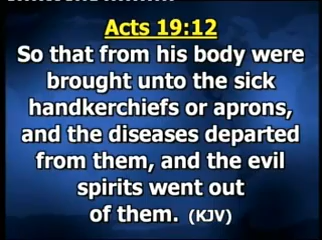 Acts 19:12
So that from his body were
brought unto the sick
handkerchiefs or aprons,
and the diseases departed
from them, and the evil
spirits went out
of them. (KJV)